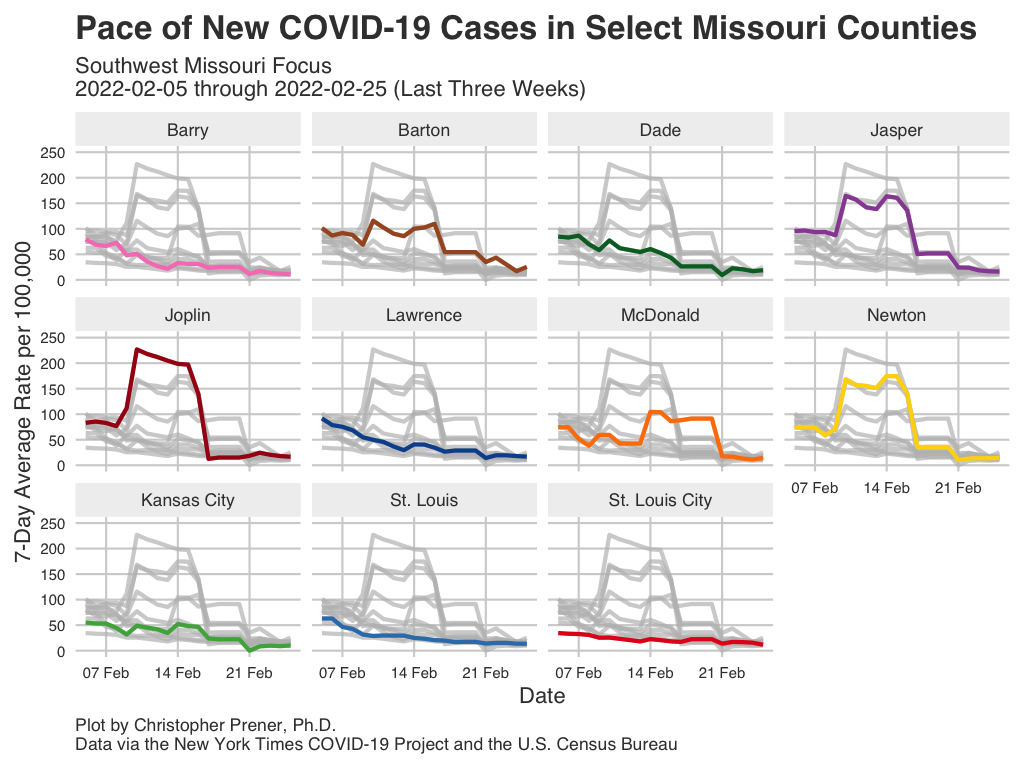 Pace of New COVID-19 Cases in Select Missouri Counties
Southwest Missouri Focus
2022-02-05 through 2022-02-25 (Last Three Weeks)
Barry Barton Dade Jasper
250
200
150
100
50
0
Joplin Lawrence McDonald Newton
250
200
150
100
50
0
07 Feb 14 Feb 21 Feb
Kansas City St. Louis St. Louis City
250
200
150
100
50
0
07 Feb 14 Feb 21 Feb 07 Feb 14 Feb 21 Feb 07 Feb 14 Feb 21 Feb
7-Day Average Rate per 100,000
Date
Plot by Christopher Prener, Ph.D.
Data via the New York Times COVID-19 Project and the U.S. Census Bureau